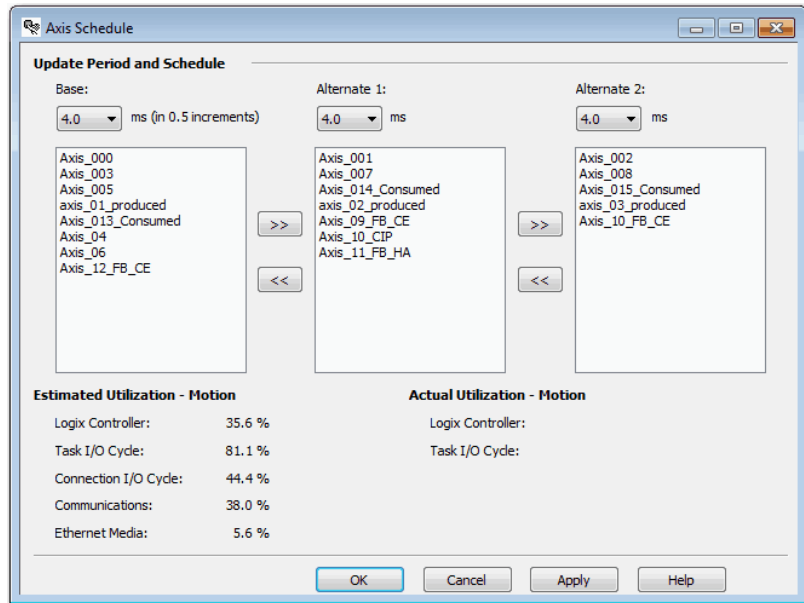 Axis Schedule
Update Period and Schedule
Base:
4.0 ms (in 0.5 increments)
Axis_000
Axis_003
Axis_005
axis_01_produced
Axis_013_Consumed
Axis_04
Axis_06
Axis_12_FB_CE
>>
<<
Alternate 1:
4.0 ms
Axis_001
Axis_007
Axis_014_Consumed
axis_02_produced
Axis_09_FB_CE
Axis_10_CIP
Axis_11_FB_HA
>>
<<
Alternate 2:
4.0 ms
Axis_002
Axis_008
Axis_015_Consumed
axis_03_produced
Axis_10_FB_CE
Estimated Utilization - Motion
Logix Controller: 35.6 %
Task I/O Cycle: 81.1 %
Connection I/O Cycle: 44.4 %
Communications: 38.0 %
Ethernet Media: 5.6 %
Actual Utilization - Motion
Logix Controller:
Task I/O Cycle:
OK Cancel Apply Help